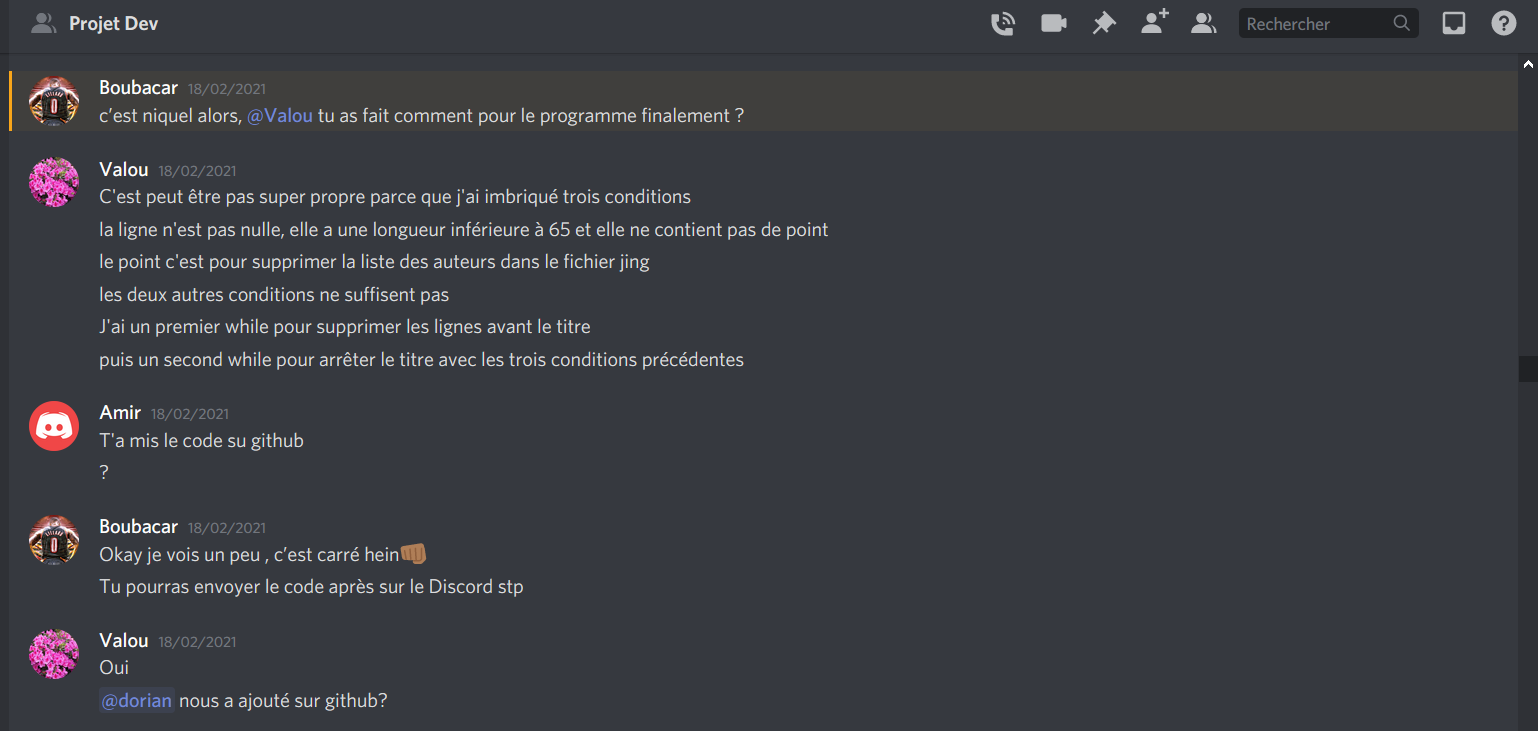 Projet Dev
Rechercher
Boubacar 18/02/2021
c’est niquel alors, @Valou tu as fait comment pour le programme finalement ?
Valou 18/02/2021
C'est peut être pas super propre parce que j'ai imbriqué trois conditions
la ligne n'est pas nulle, elle a une longueur inférieure à 65 et elle ne contient pas de point
le point c'est pour supprimer la liste des auteurs dans le fichier jing
les deux autres conditions ne suffisent pas
J'ai un premier while pour supprimer les lignes avant le titre
puis un second while pour arrêter le titre avec les trois conditions précédentes
Amir 18/02/2021
T'a mis le code su github
?
Boubacar 18/02/2021
Okay je vois un peu , c’est carré hein👊🏾
Tu pourras envoyer le code après sur le Discord stp
Valou 18/02/2021
Oui
@dorian nous a ajouté sur github?